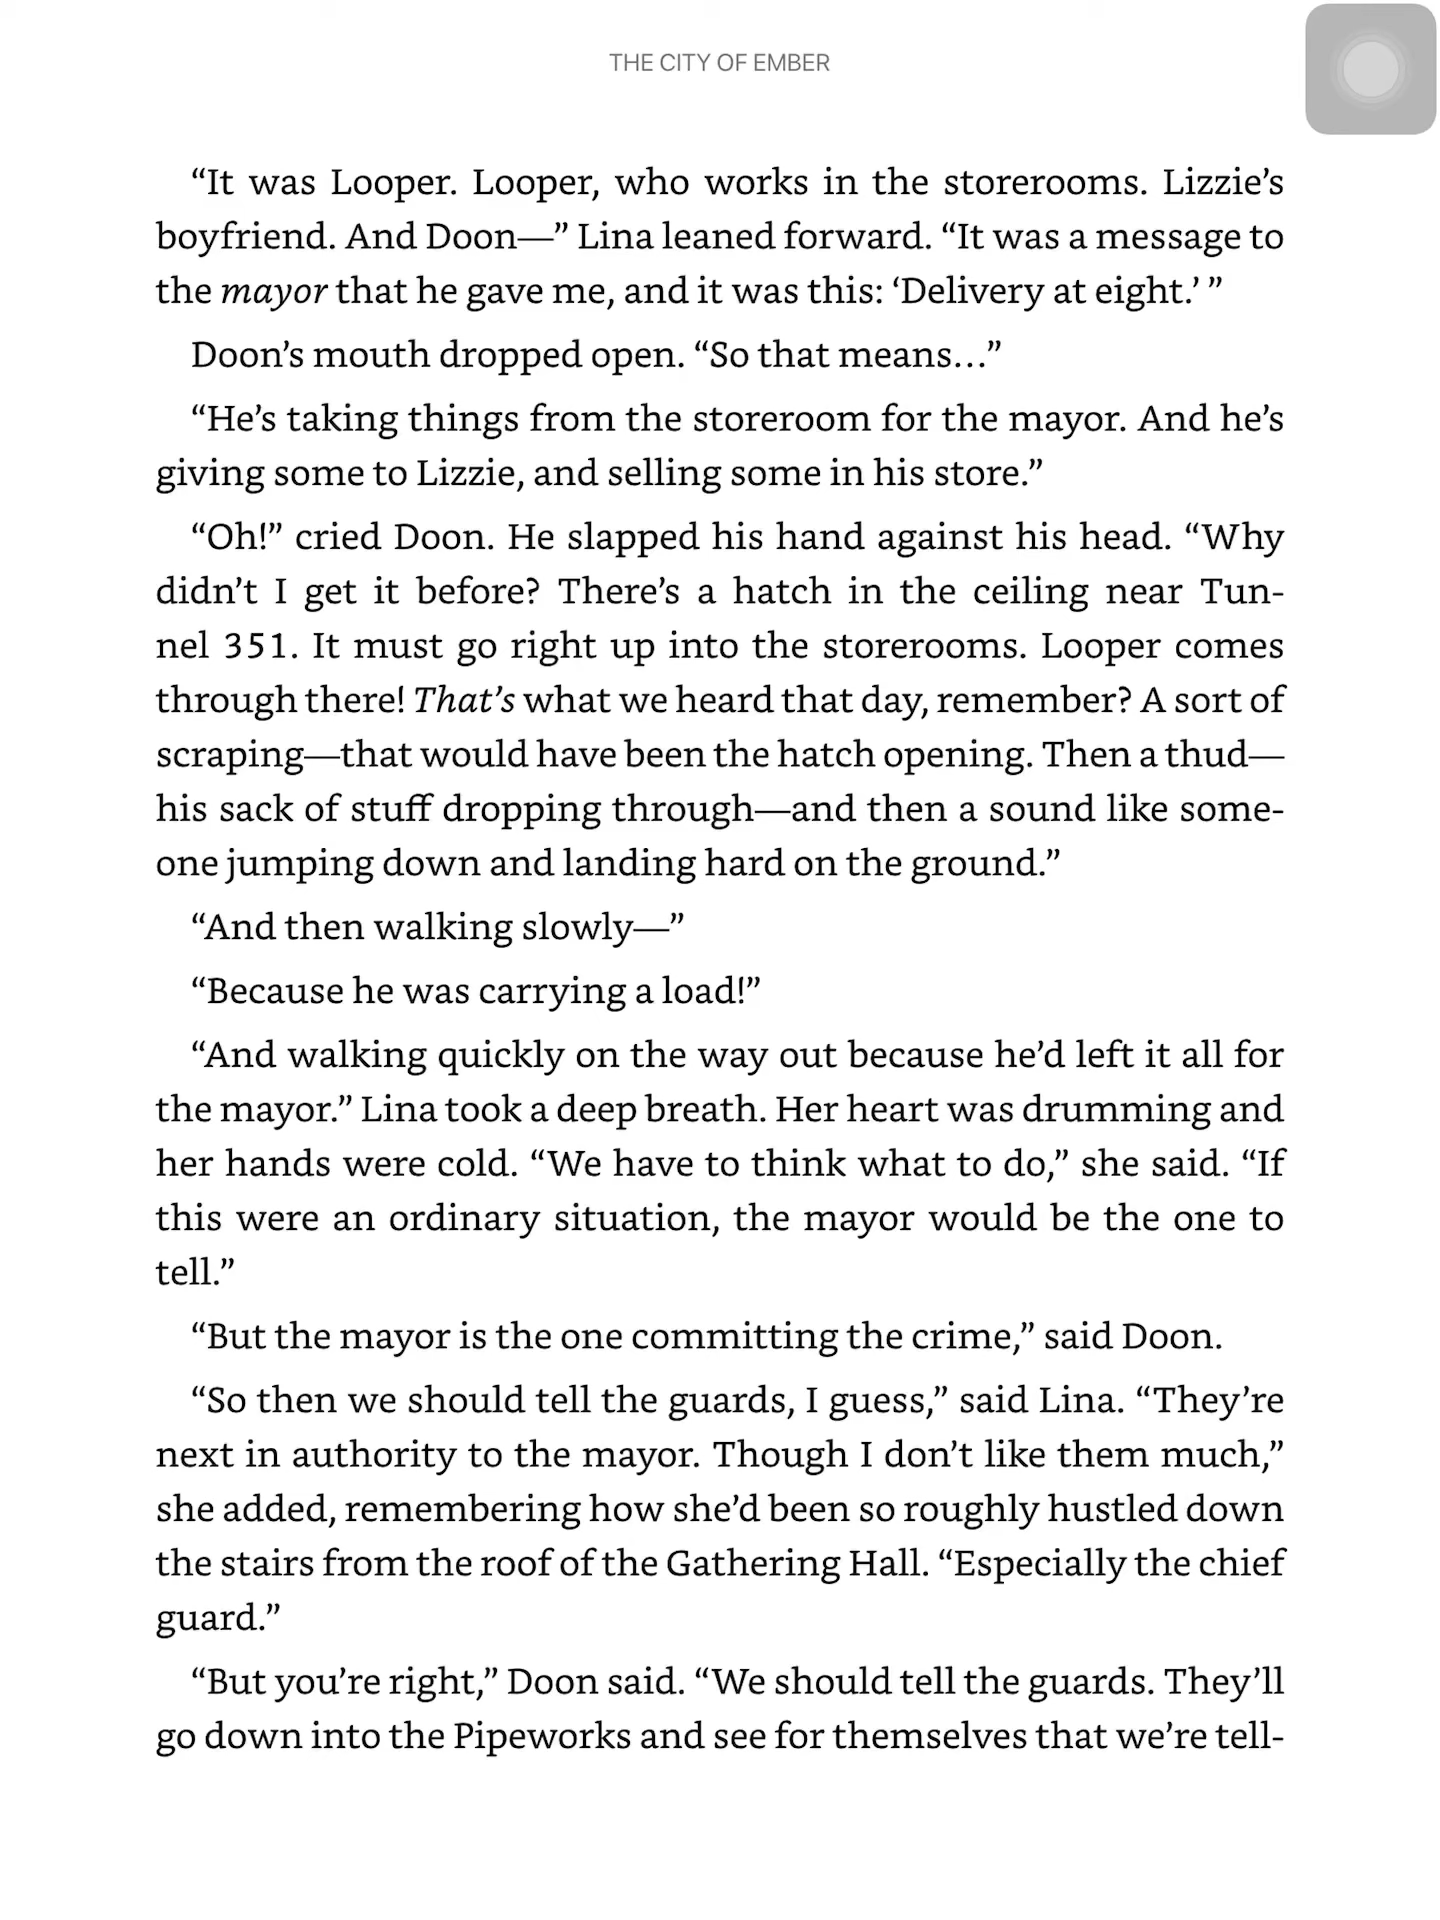 THE CITY OF EMBER
“It was Looper. Looper, who works in the storerooms. Lizzie’s
boyfriend. And Doon—” Lina leaned forward. “It was a message to
the mayor that he gave me, and it was this: ‘Delivery at eight.’ ”
Doon’s mouth dropped open. “So that means…”
“He’s taking things from the storeroom for the mayor. And he’s
giving some to Lizzie, and selling some in his store.”
“Oh!” cried Doon. He slapped his hand against his head. “Why
didn’t I get it before? There’s a hatch in the ceiling near Tun-
nel 351. It must go right up into the storerooms. Looper comes
through there! That’s what we heard that day, remember? A sort of
scraping—that would have been the hatch opening. Then a thud—
his sack of stuff dropping through—and then a sound like some-
one jumping down and landing hard on the ground.”
“And then walking slowly—”
“Because he was carrying a load!”
“And walking quickly on the way out because he’d left it all for
the mayor.” Lina took a deep breath. Her heart was drumming and
her hands were cold. “We have to think what to do,” she said. “If
this were an ordinary situation, the mayor would be the one to
tell.”
“But the mayor is the one committing the crime,” said Doon.
“So then we should tell the guards, I guess,” said Lina. “They’re
next in authority to the mayor. Though I don’t like them much,”
she added, remembering how she’d been so roughly hustled down
the stairs from the roof of the Gathering Hall. “Especially the chief
guard.”
“But you’re right,” Doon said. “We should tell the guards. They’ll
go down into the Pipeworks and see for themselves that we’re tell-